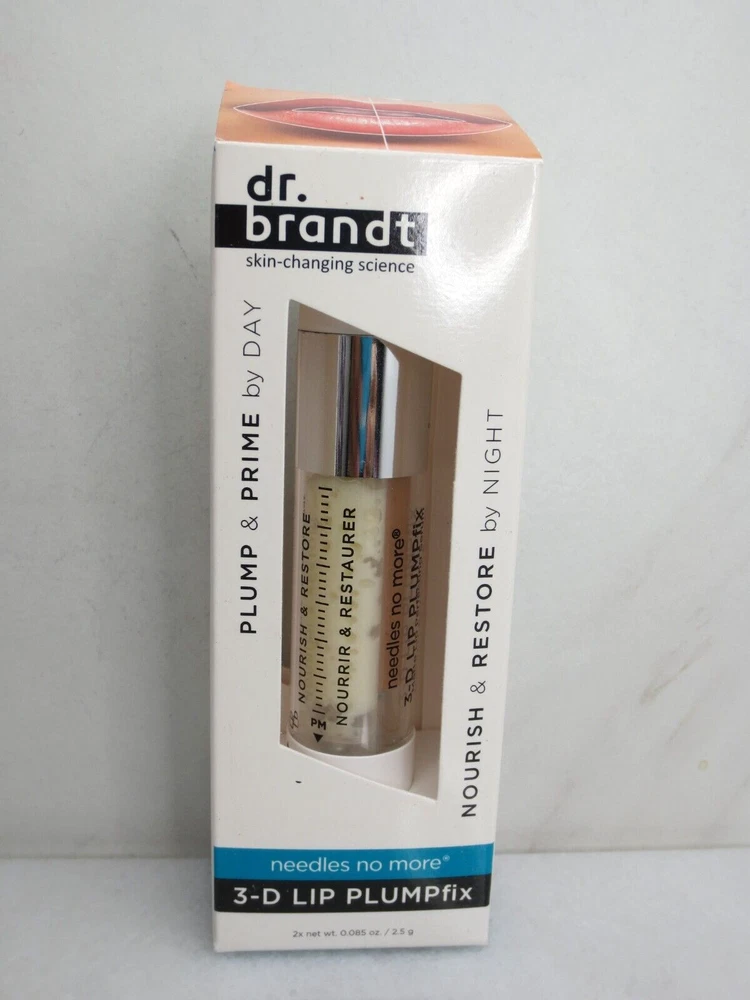 dr.
brandt
skin-changing science
PLUMP & PRIME by DAY
NOURISH & RESTORE
PM
NOURRIR & RESTAURER
needles no more®
3-D LIP PLUMPfix
NOURISH & RESTORE by NIGHT
needles no more®
3-D LIP PLUMPfix
2x net wt. 0.085 oz. / 2.5 g